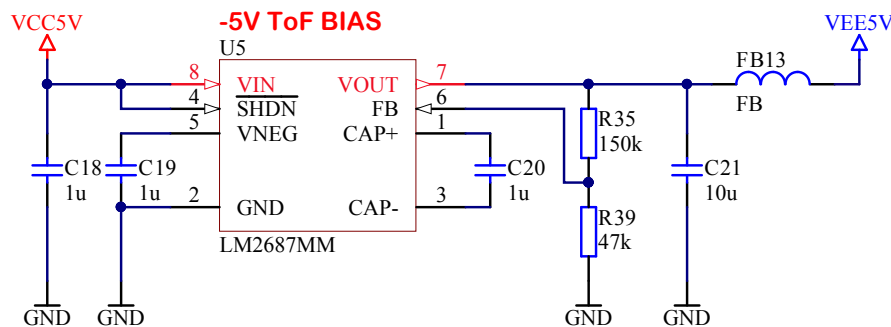 VCC5V
-5V ToF BIAS
VEE5V
U5
8
VIN
VOUT
7
FB13
4
SHDN
FB
6
FB
5
VNEG
CAP+
1
R35
150k
C18
1u
C19
1u
C20
1u
C21
10u
2
GND
CAP-
3
R39
47k
LM2687MM
GND
GND
GND
GND